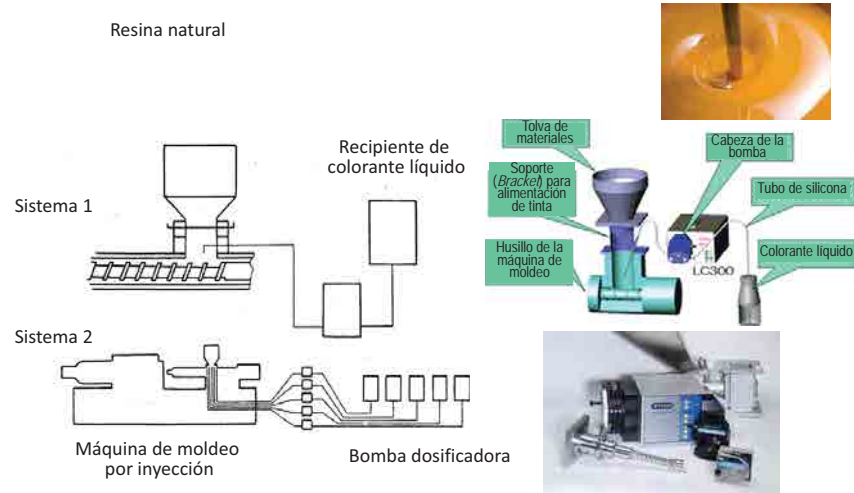 Resina natural
Sistema 1
Recipiente de
colorante líquido
Sistema 2
Máquina de moldeo
por inyección
Bomba dosificadora
Tolva de
materiales
Soporte
(Bracket) para
alimentación
de tinta
Husillo de la
máquina de
moldeo
Cabeza de la
bomba
Tubo de silicona
Colorante líquido
LC300